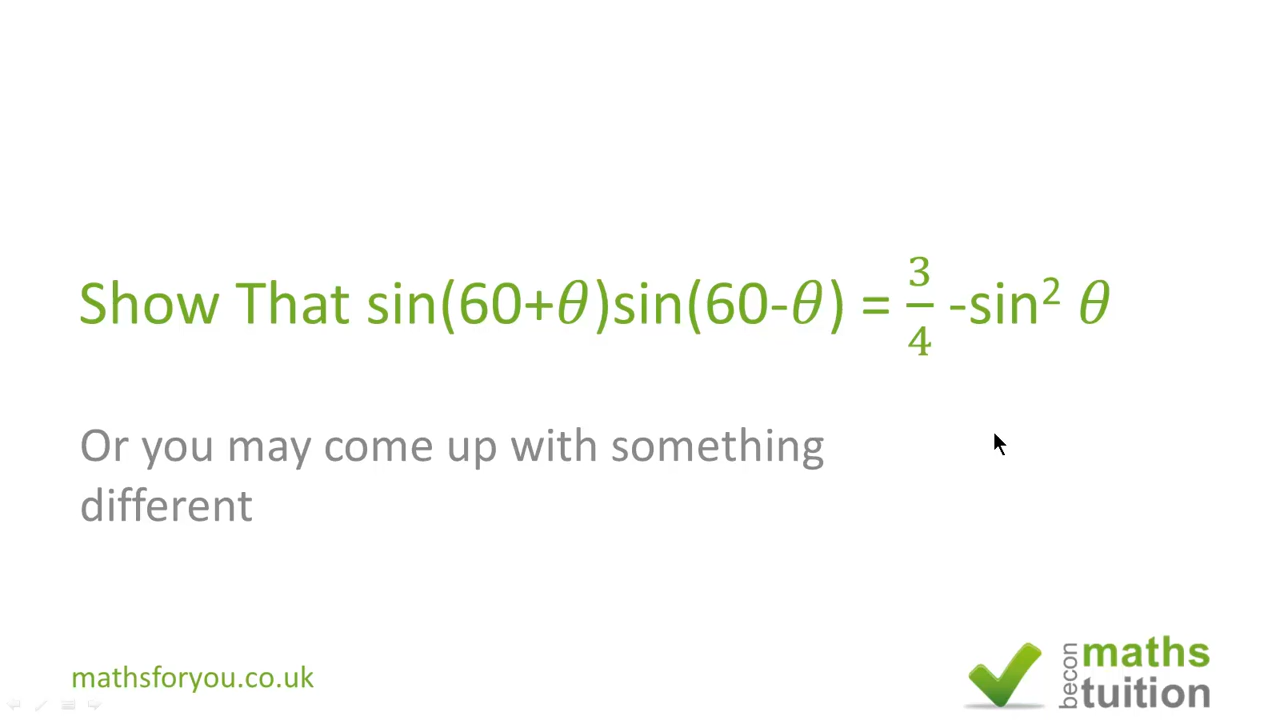 Show That sin(60+𝜃)sin(60-𝜃) = 3/4 -sin² 𝜃
Or you may come up with something
different
mathsforyou.co.uk
becon
maths
tuition